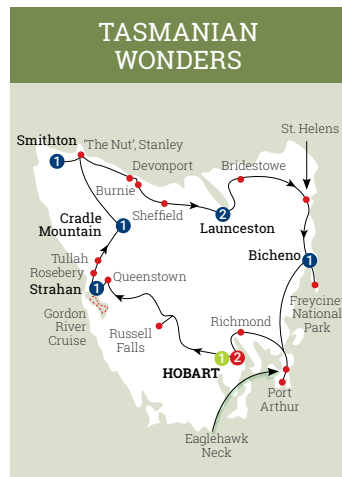 TASMANIAN
WONDERS
St. Helens
Smithton
'The Nut', Stanley
1
Devonport
Bridestowe
Burnie
Sheffield
2
Launceston
Cradle
Mountain
1
Bicheno
1
Tullah
Rosebery
Queenstown
Strahan
1
Freycinet
National
Park
Gordon
River
Cruise
Russell
Falls
Richmond
HOBART
1
2
Port
Arthur
Eaglehawk
Neck